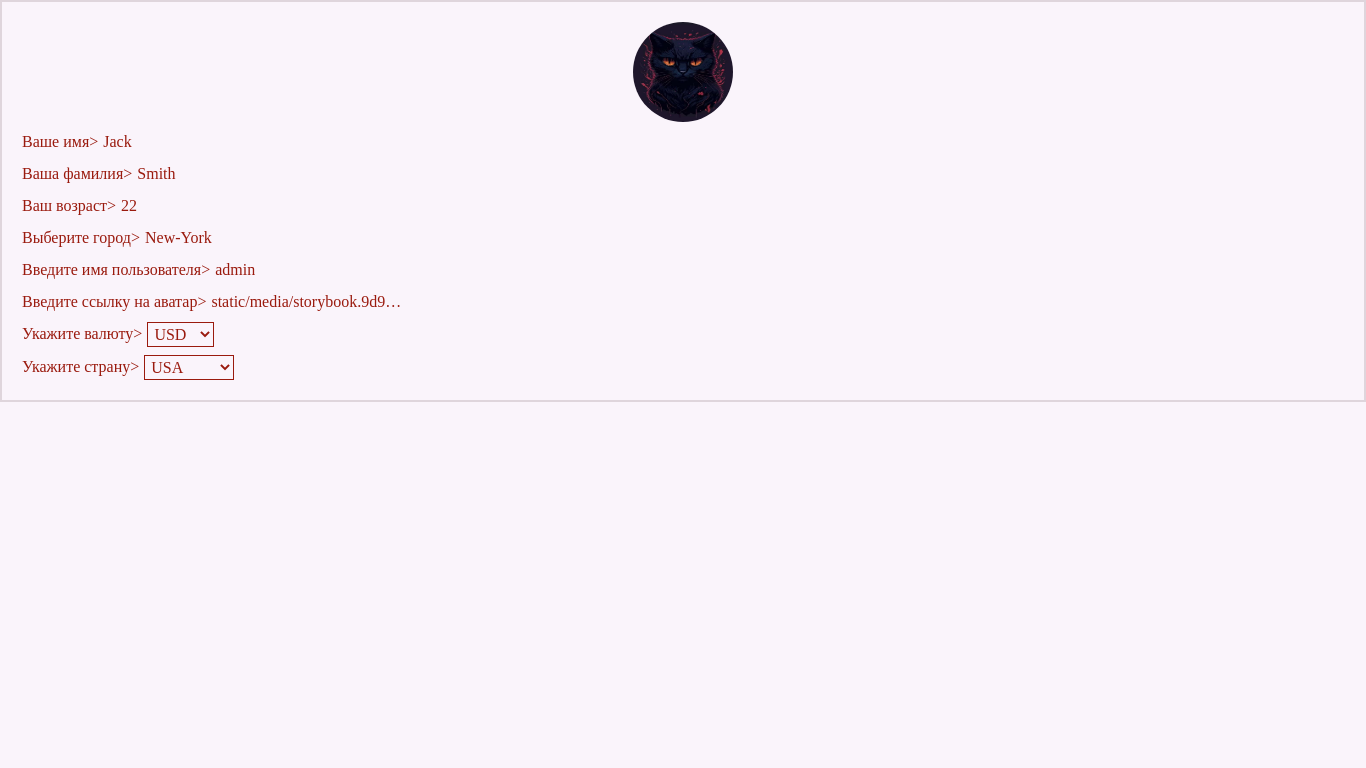 Ваше имя> Jack
Ваша фамилия> Smith
Ваш возраст> 22
Выберите город> New-York
Введите имя пользователя> admin
Введите ссылку на аватар> static/media/storybook.9d9…
Укажите валюту> USD
Укажите страну> USA